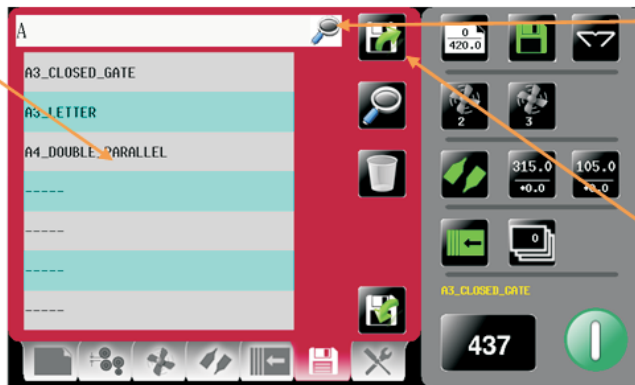 A
A3_CLOSED_GATE
A3_LETTER
A4_DOUBLE_PARALLEL
-----
-----
-----
-----
0
420.0
2
3
315.0
+0.0
105.0
+0.0
0
A3_CLOSED_GATE
437